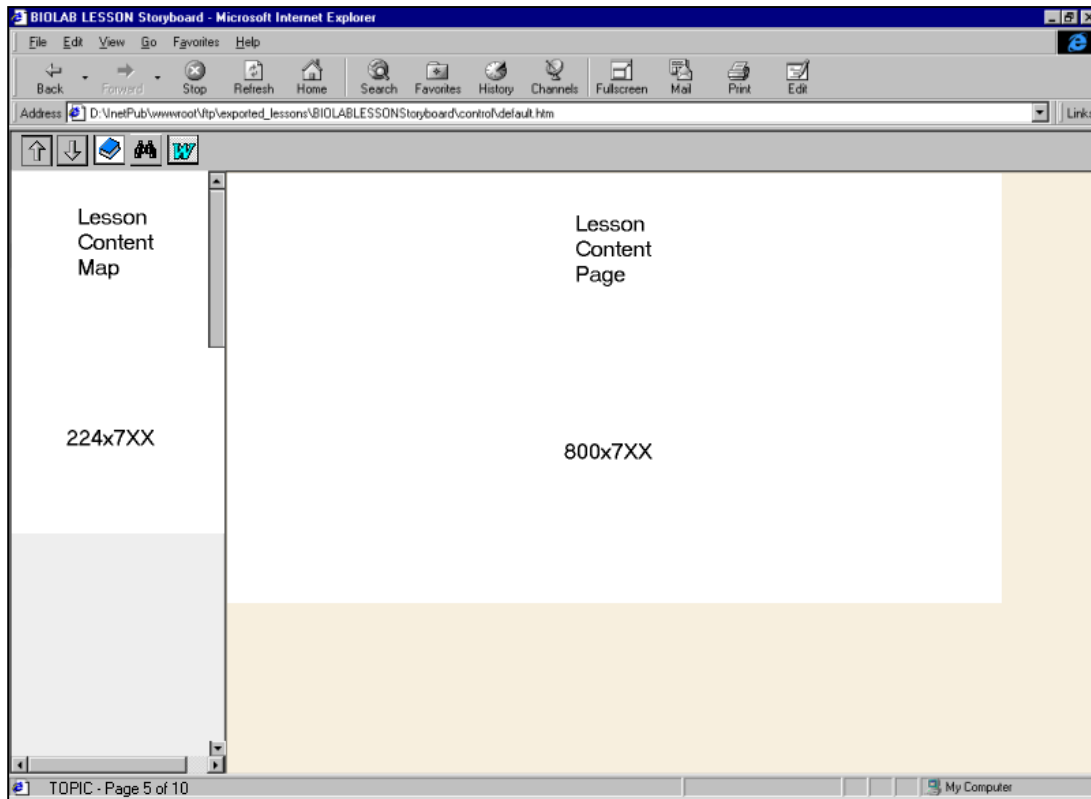 BIOLAB LESSON Storyboard - Microsoft Internet Explorer
File Edit View Go Favorites Help
Back Forward Stop Refresh Home Search Favorites History Channels Fullscreen Mail Print Edit
Address D:\InetPub\wwwroot\ftp\exported_lessons\BIOLABLESSONStoryboard\control\default.htm Links
W
Lesson
Content
Map
224x7XX
Lesson
Content
Page
800x7XX
TOPIC - Page 5 of 10
My Computer